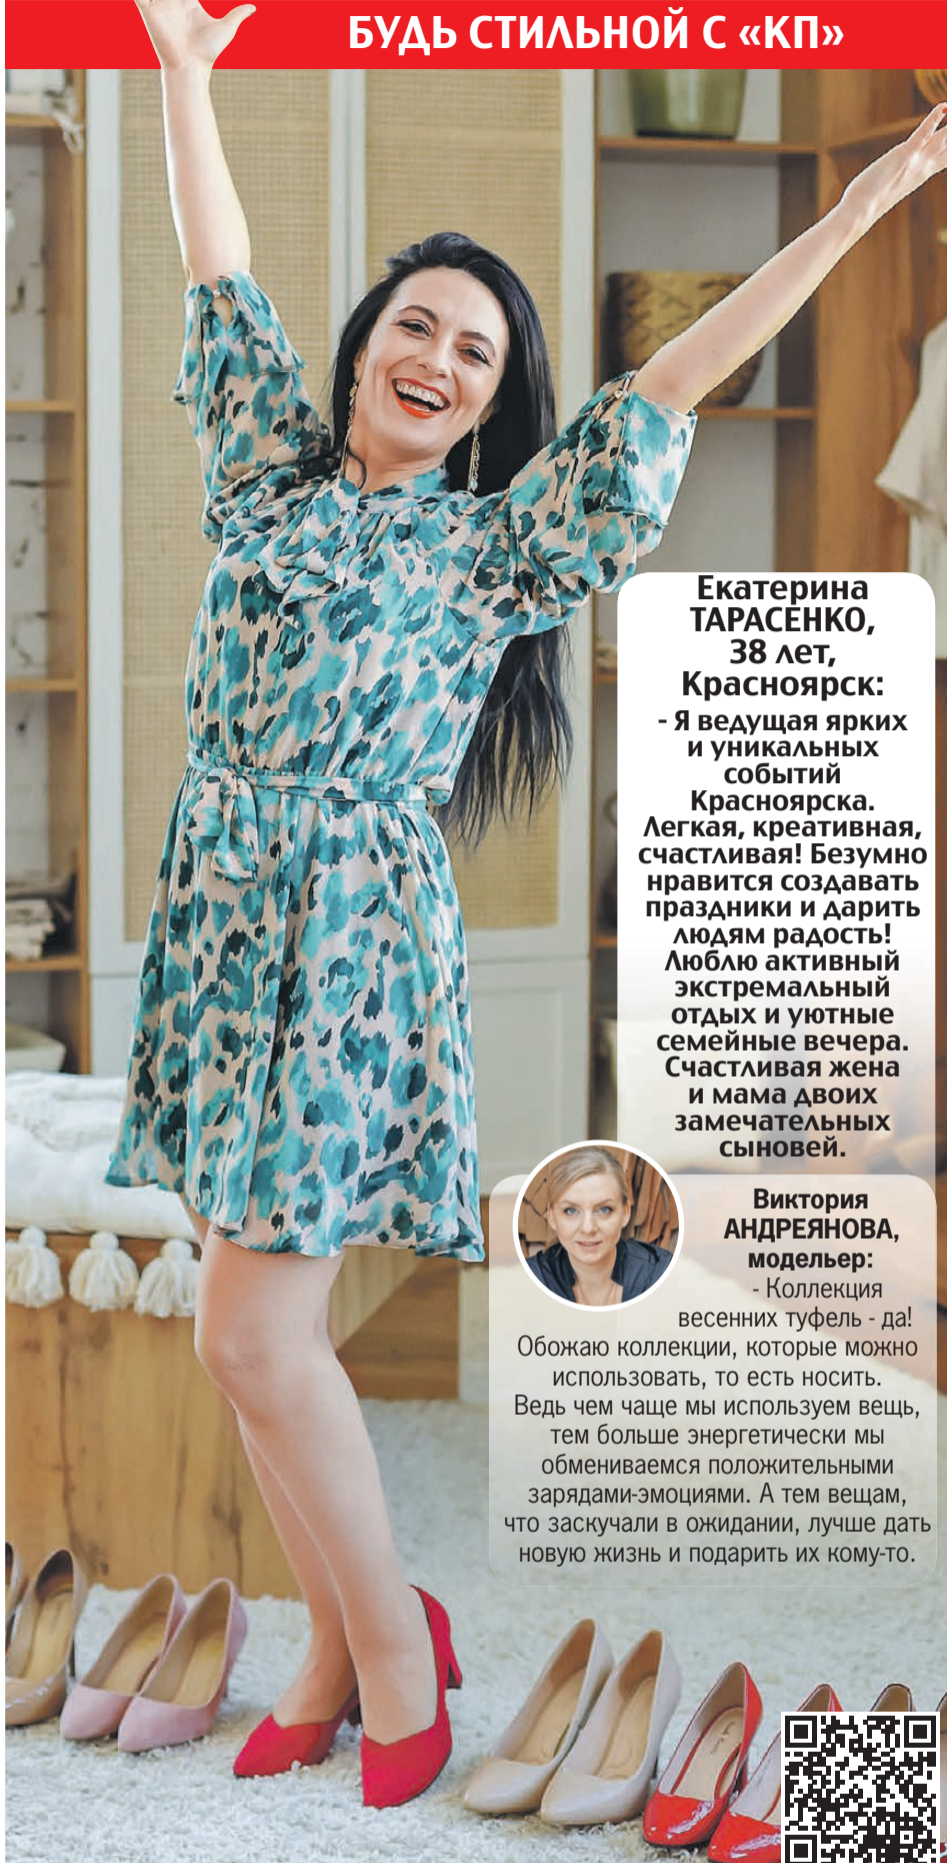 БУДЬ СТИЛЬНОЙ С «КП»
Екатерина
ТАРАСЕНКО,
38 лет,
Красноярск:
- Я ведущая ярких
и уникальных
событий
Красноярска.
Легкая, креативная,
счастливая! Безумно
нравится создавать
праздники и дарить
людям радость!
Люблю активный
экстремальный
отдых и уютные
семейные вечера.
Счастливая жена
и мама двоих
замечательных
сыновей.
Виктория
АНДРЕЯНОВА,
модельер:
- Коллекция
весенних туфель - да!
Обожаю коллекции, которые можно
использовать, то есть носить.
Ведь чем чаще мы используем вещь,
тем больше энергетически мы
обмениваемся положительными
зарядами-эмоциями. А тем вещам,
что заскучали в ожидании, лучше дать
новую жизнь и подарить их кому-то.